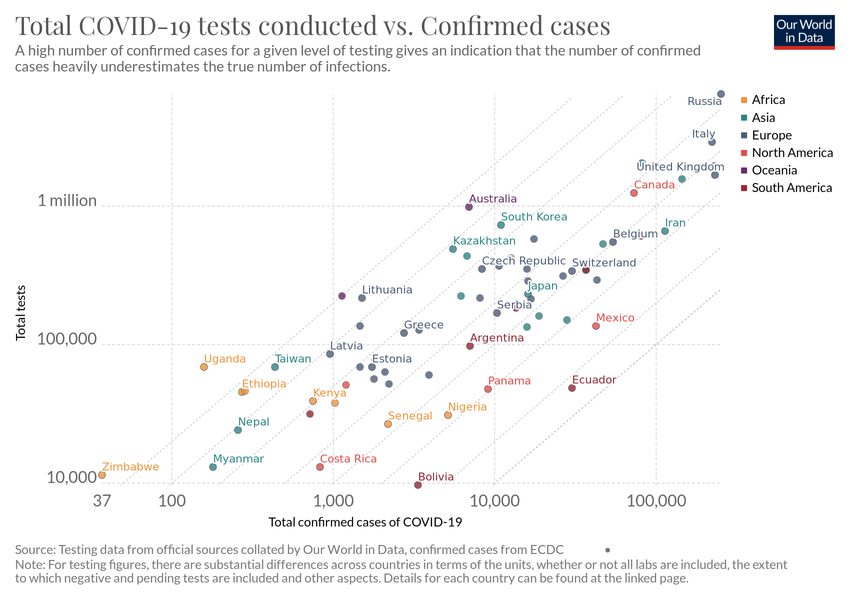 Total COVID-19 tests conducted vs. Confirmed cases
Our World
in Data
A high number of confirmed cases for a given level of testing gives an indication that the number of confirmed
cases heavily underestimates the true number of infections.
Russia
Africa
Asia
Italy
Europe
United Kingdom
North America
Canada
Oceania
South America
1 million
Australia
South Korea
Iran
Kazakhstan
Belgium
Czech Republic
Switzerland
Lithuania
Japan
Total tests
Serbia
Mexico
Greece
100,000
Latvia
Argentina
Uganda
Taiwan
Estonia
Ethiopia
Kenya
Panama
Ecuador
Senegal
Nigeria
Nepal
Zimbabwe
Myanmar
Costa Rica
Bolivia
10,000
37
100
1,000
10,000
100,000
Total confirmed cases of COVID-19
Source: Testing data from official sources collated by Our World in Data, confirmed cases from ECDC
Note: For testing figures, there are substantial differences across countries in terms of the units, whether or not all labs are included, the extent
to which negative and pending tests are included and other aspects. Details for each country can be found at the linked page.